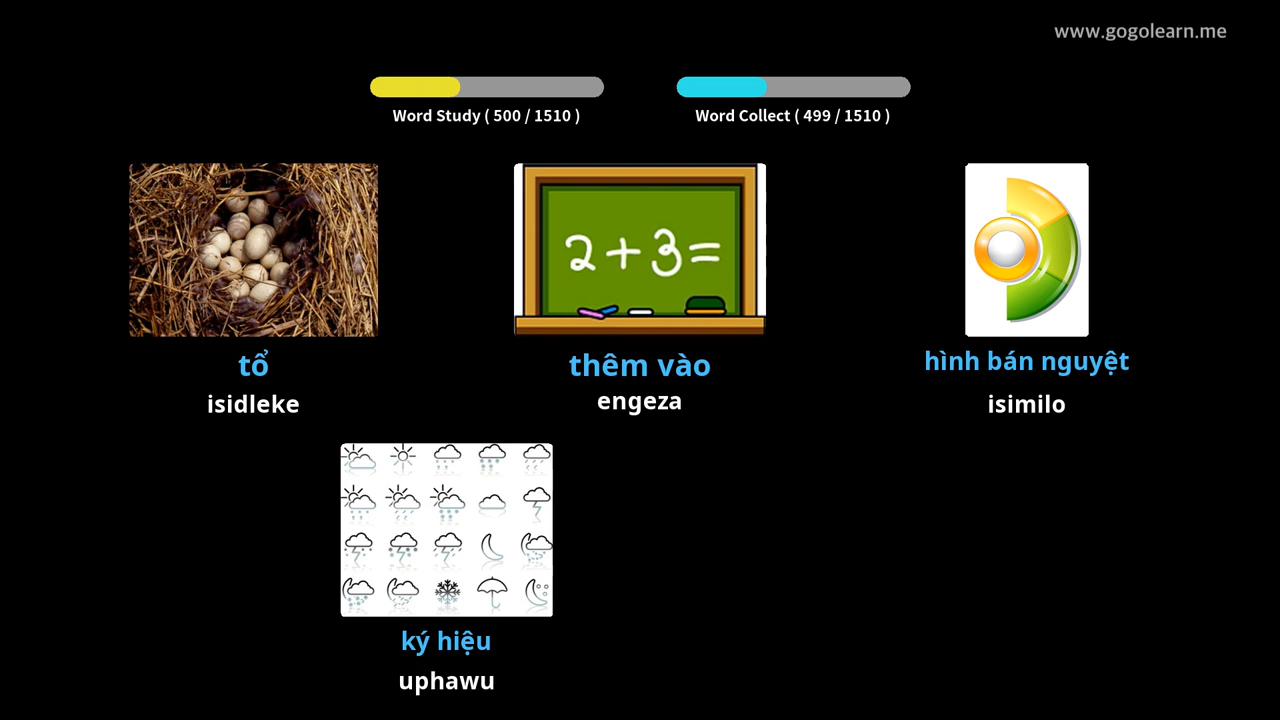 www.gogolearn.me
Word Study ( 500 / 1510 )
Word Collect ( 499 / 1510 )
2+3=
tổ
isidleke
thêm vào
engeza
hình bán nguyệt
isimilo
ký hiệu
uphawu